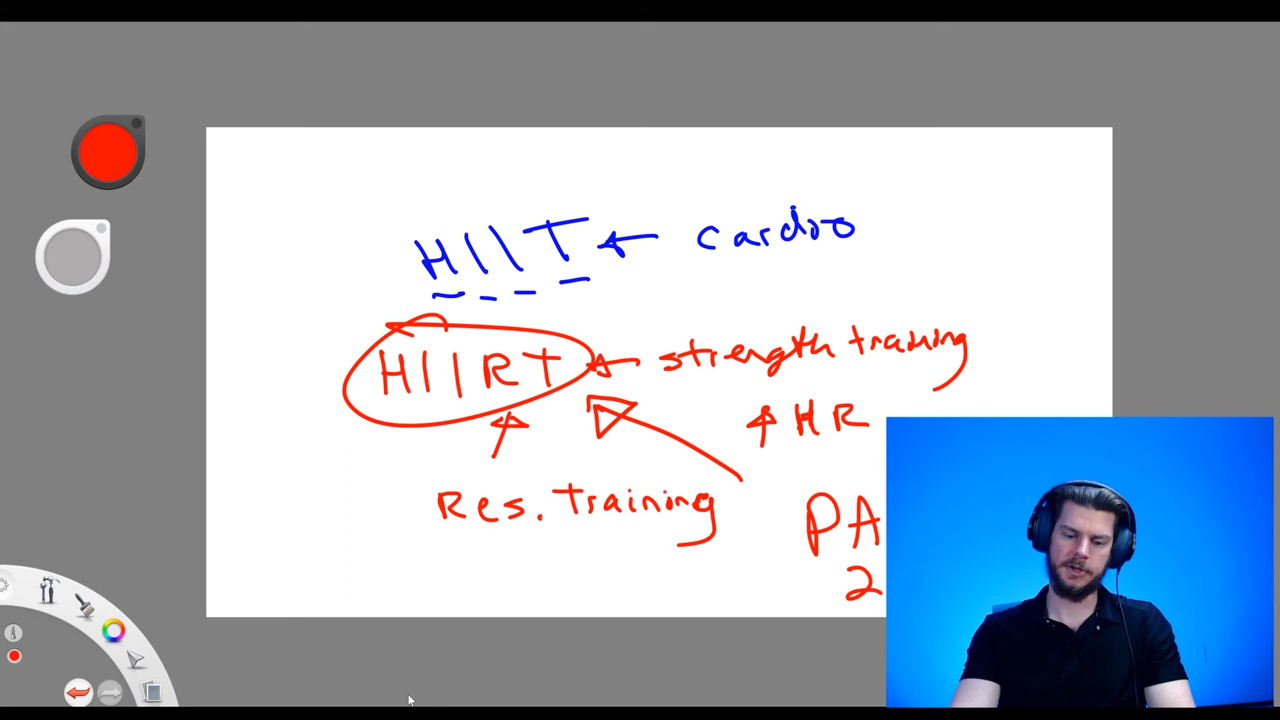 HIIT ← cardio
HIIRT ← strength training
↑ HR
Res. Training
PA
2